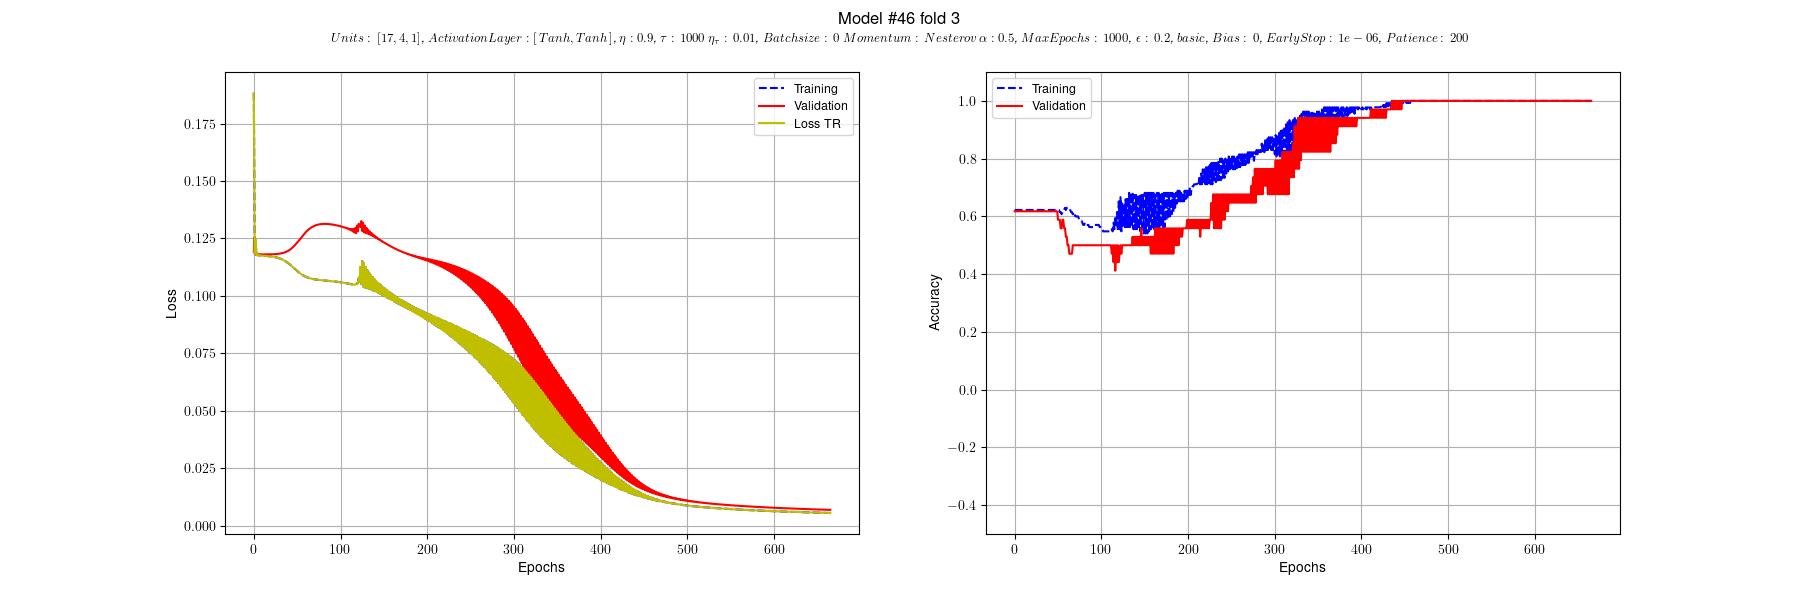 Model #46 fold 3
Units : [17, 4, 1], ActivationLayer : [Tanh, Tanh], η : 0.9, τ : 1000 ητ : 0.01, Batchsize : 0 Momentum : Nesterov α : 0.5, MaxEpochs : 1000, ϵ : 0.2, basic, Bias : 0, EarlyStop : 1e − 06, Patience : 200
Training
Validation
Loss TR
0.175
0.150
0.125
0.100
0.075
0.050
0.025
0.000
Loss
0 100 200 300 400 500 600
Epochs
Training
Validation
1.0
0.8
0.6
0.4
0.2
0.0
−0.2
−0.4
Accuracy
0 100 200 300 400 500 600
Epochs